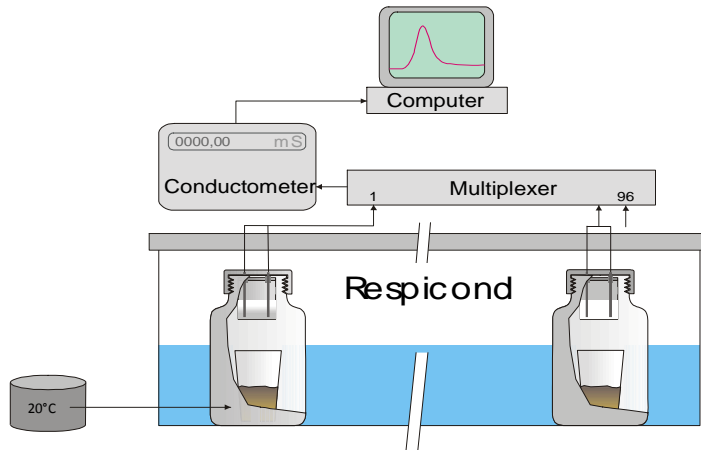 Computer
0000,00 mS
Conductometer
Multiplexer
1
96
Respicond
20°C